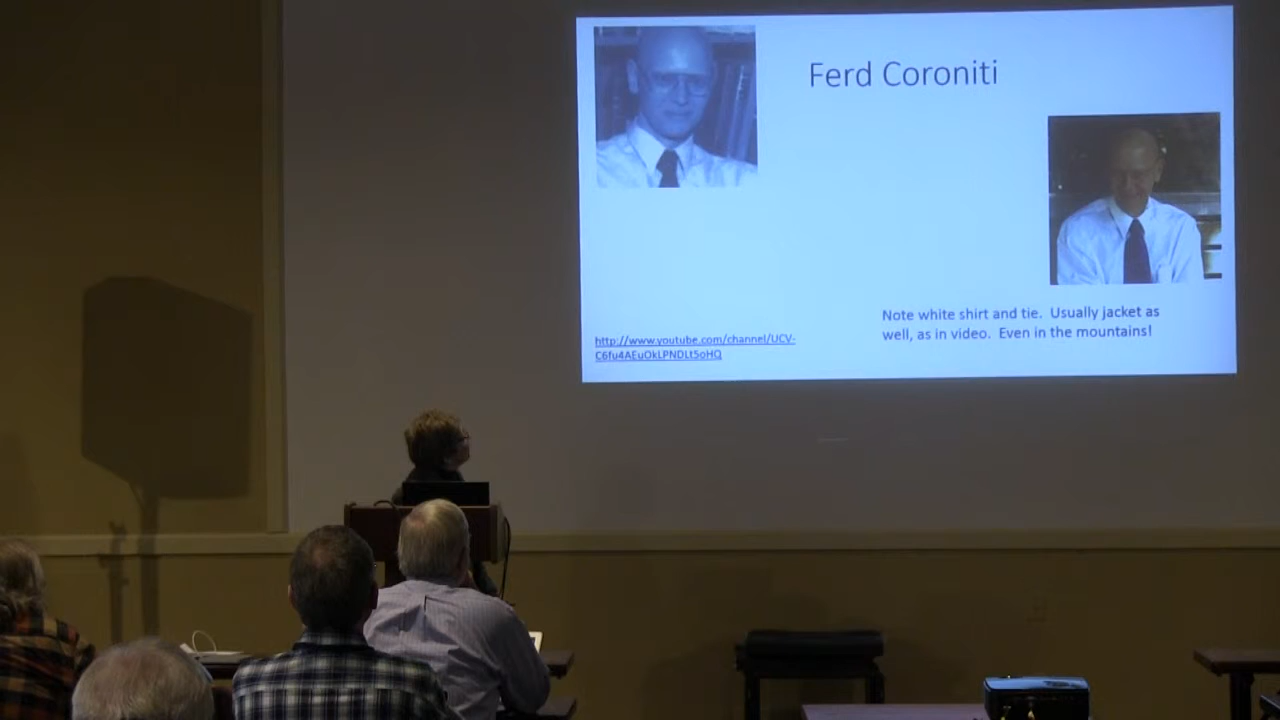 Ferd Coroniti
Note white shirt and tie. Usually jacket as
well, as in video. Even in the mountains!
http://www.youtube.com/channel/UCV-
C6fu4AEuOkLPNDLt5oHQ